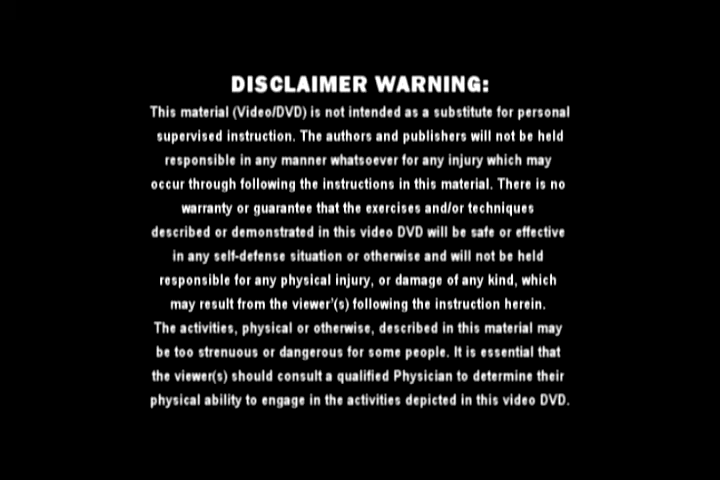 DISCLAIMER WARNING:
This material (Video/DVD) is not intended as a substitute for personal
supervised instruction. The authors and publishers will not be held
responsible in any manner whatsoever for any injury which may
occur through following the instructions in this material. There is no
warranty or guarantee that the exercises and/or techniques
described or demonstrated in this video DVD will be safe or effective
in any self-defense situation or otherwise and will not be held
responsible for any physical injury, or damage of any kind, which
may result from the viewer'(s) following the instruction herein.
The activities, physical or otherwise, described in this material may
be too strenuous or dangerous for some people. It is essential that
the viewer(s) should consult a qualified Physician to determine their
physical ability to engage in the activities depicted in this video DVD.